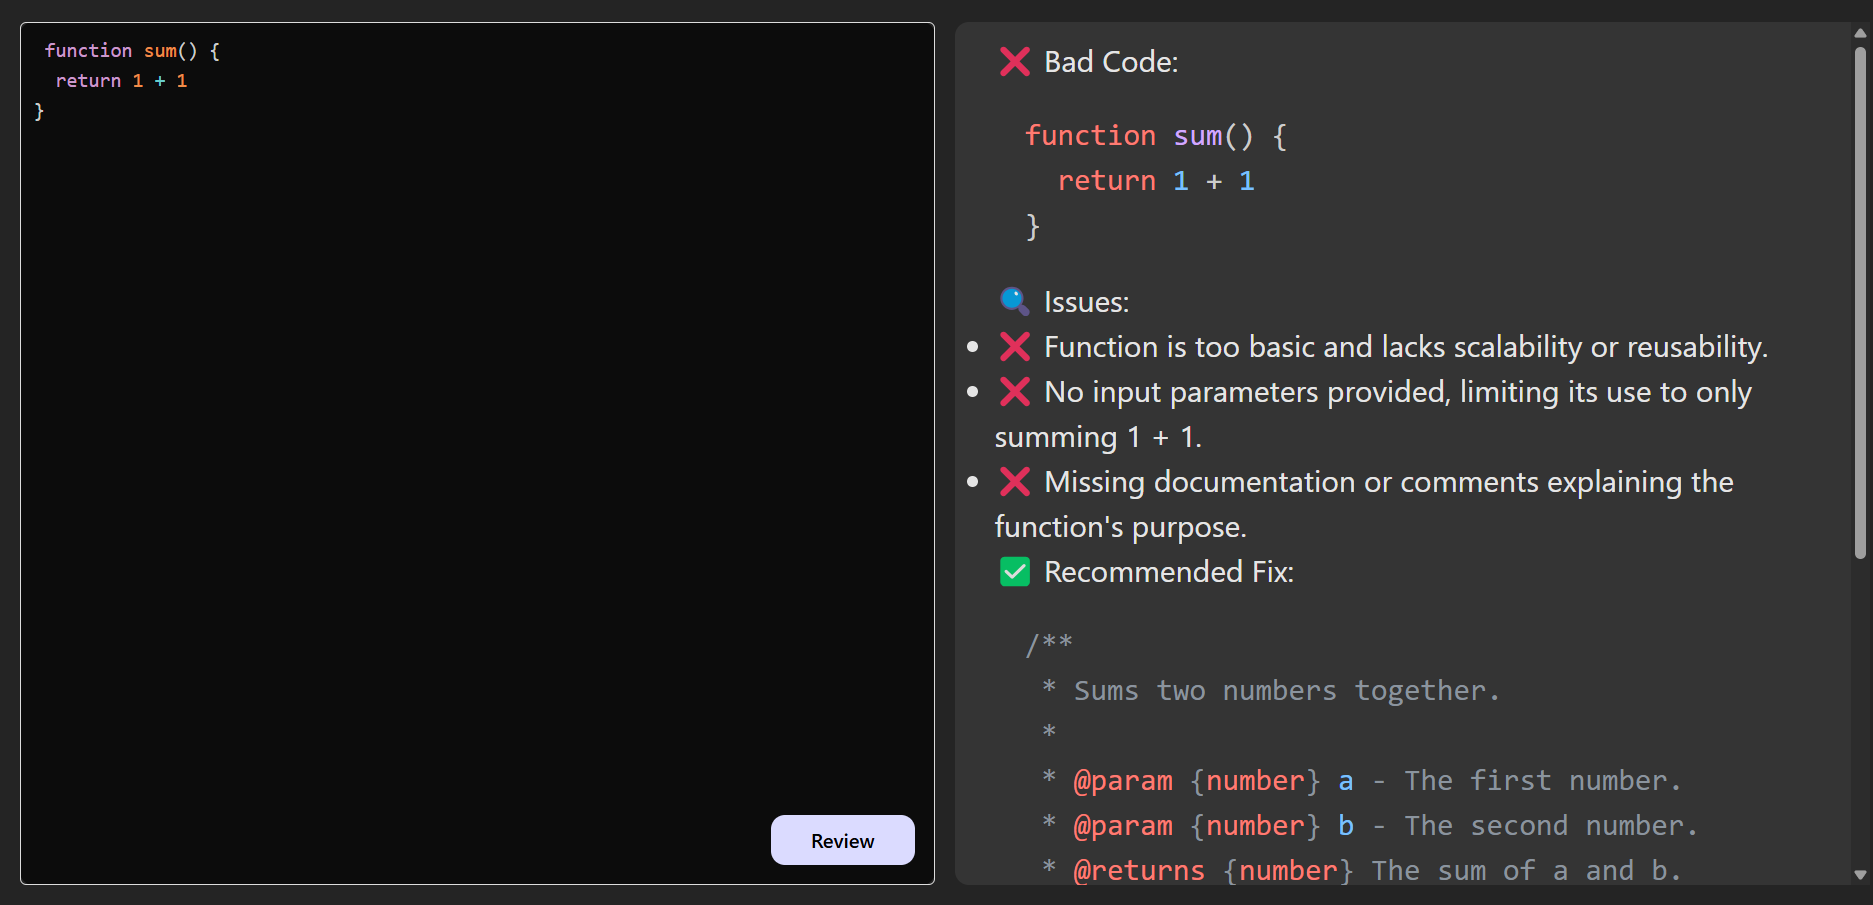 function sum() {
  return 1 + 1
}
Review
❌ Bad Code:
function sum() {
  return 1 + 1
}
🔍 Issues:
• ❌ Function is too basic and lacks scalability or reusability.
• ❌ No input parameters provided, limiting its use to only
summing 1 + 1.
• ❌ Missing documentation or comments explaining the
function's purpose.
✅ Recommended Fix:
/**
 * Sums two numbers together.
 *
 * @param {number} a - The first number.
 * @param {number} b - The second number.
 * @returns {number} The sum of a and b.